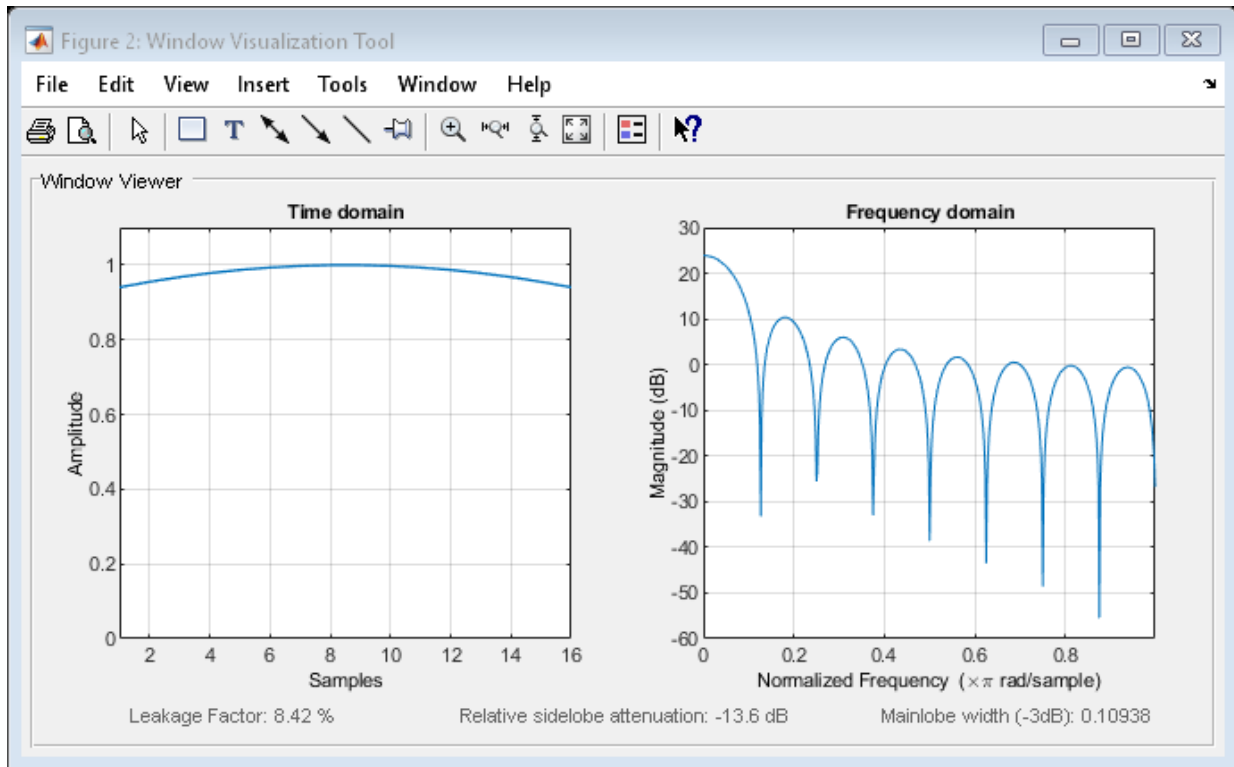 Figure 2: Window Visualization Tool
File Edit View Insert Tools Window Help
T ?
Window Viewer
Time domain
1
0.8
0.6
0.4
0.2
0
Amplitude
2 4 6 8 10 12 14 16
Samples
Frequency domain
30
20
10
0
-10
-20
-30
-40
-50
-60
Magnitude (dB)
0 0.2 0.4 0.6 0.8
Normalized Frequency (×π rad/sample)
Leakage Factor: 8.42 % Relative sidelobe attenuation: -13.6 dB Mainlobe width (-3dB): 0.10938